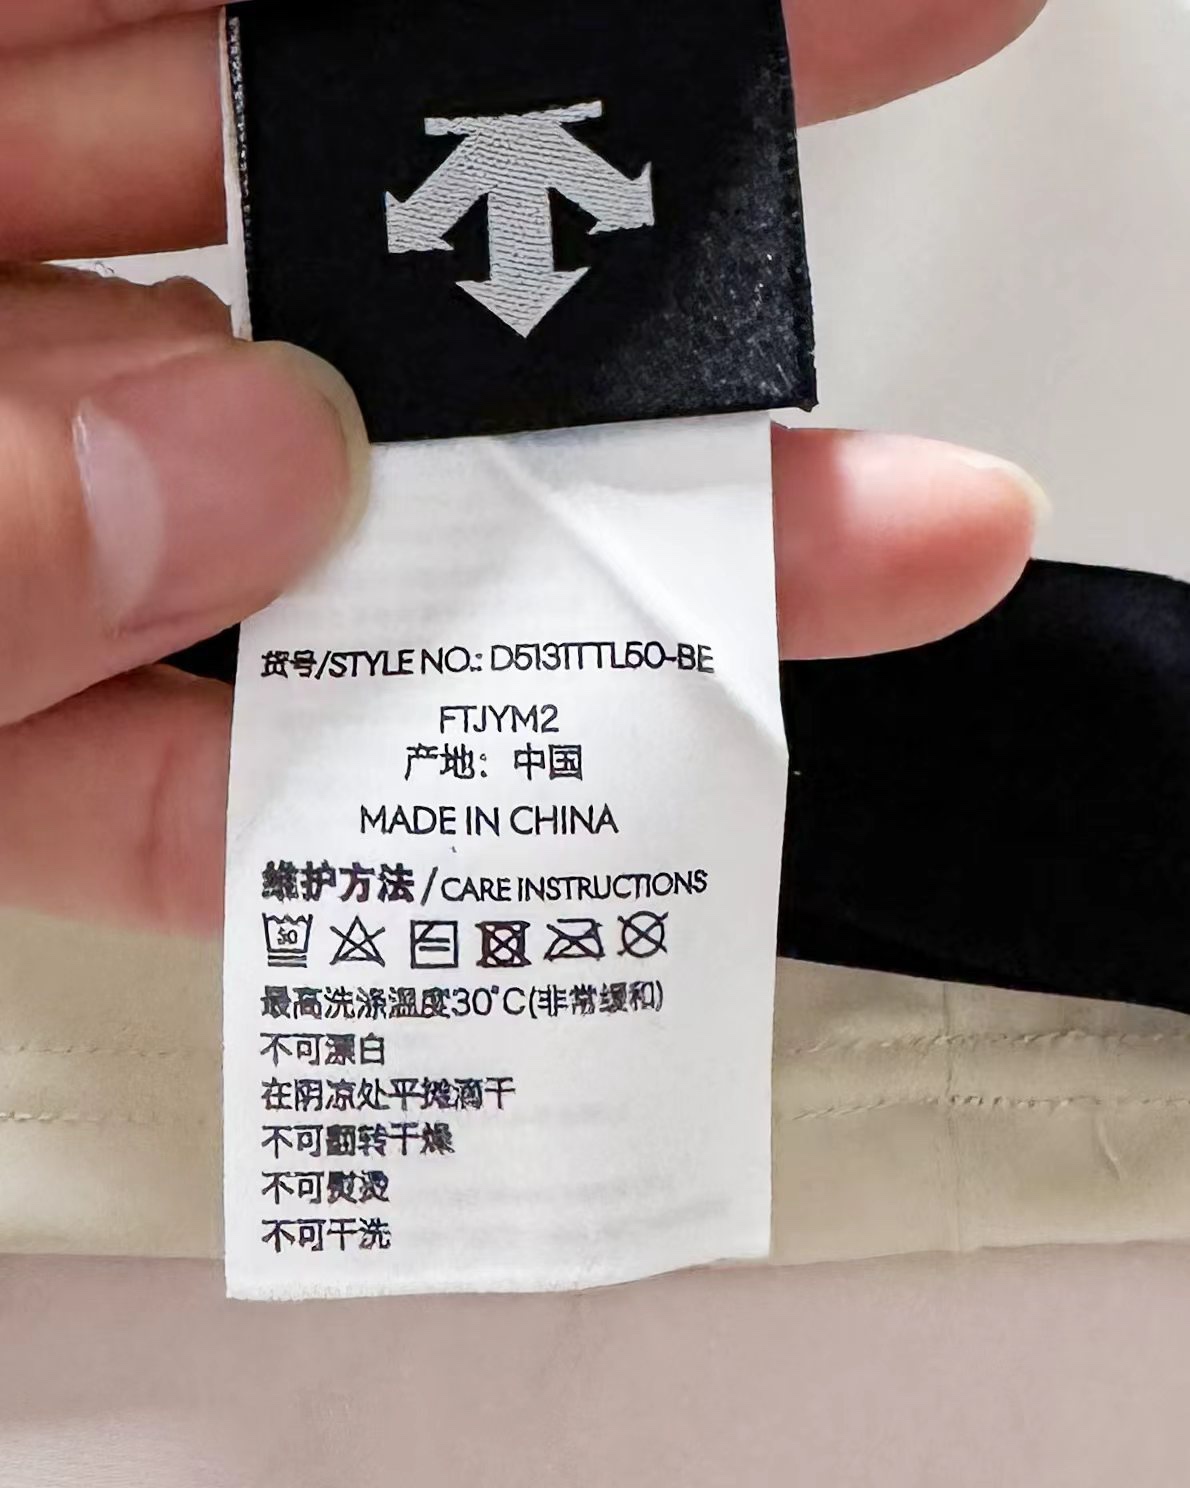 货号/STYLE NO.: D5131TTL50-BE
FTJYM2
产地：中国
MADE IN CHINA
维护方法/CARE INSTRUCTIONS
30
最高洗涤温度30°C(非常缓和)
不可漂白
在阴凉处平摊滴干
不可翻转干燥
不可熨烫
不可干洗